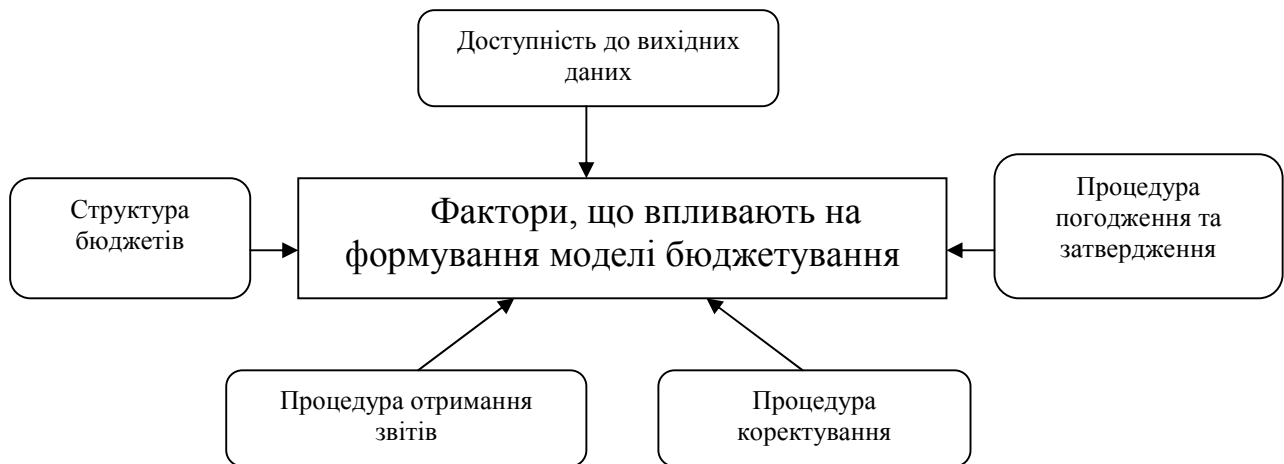 Доступність до вихідних
даних
Структура
бюджетів
Фактори, що впливають на
формування моделі бюджетування
Процедура
погодження та
затвердження
Процедура отримання
звітів
Процедура
коректування